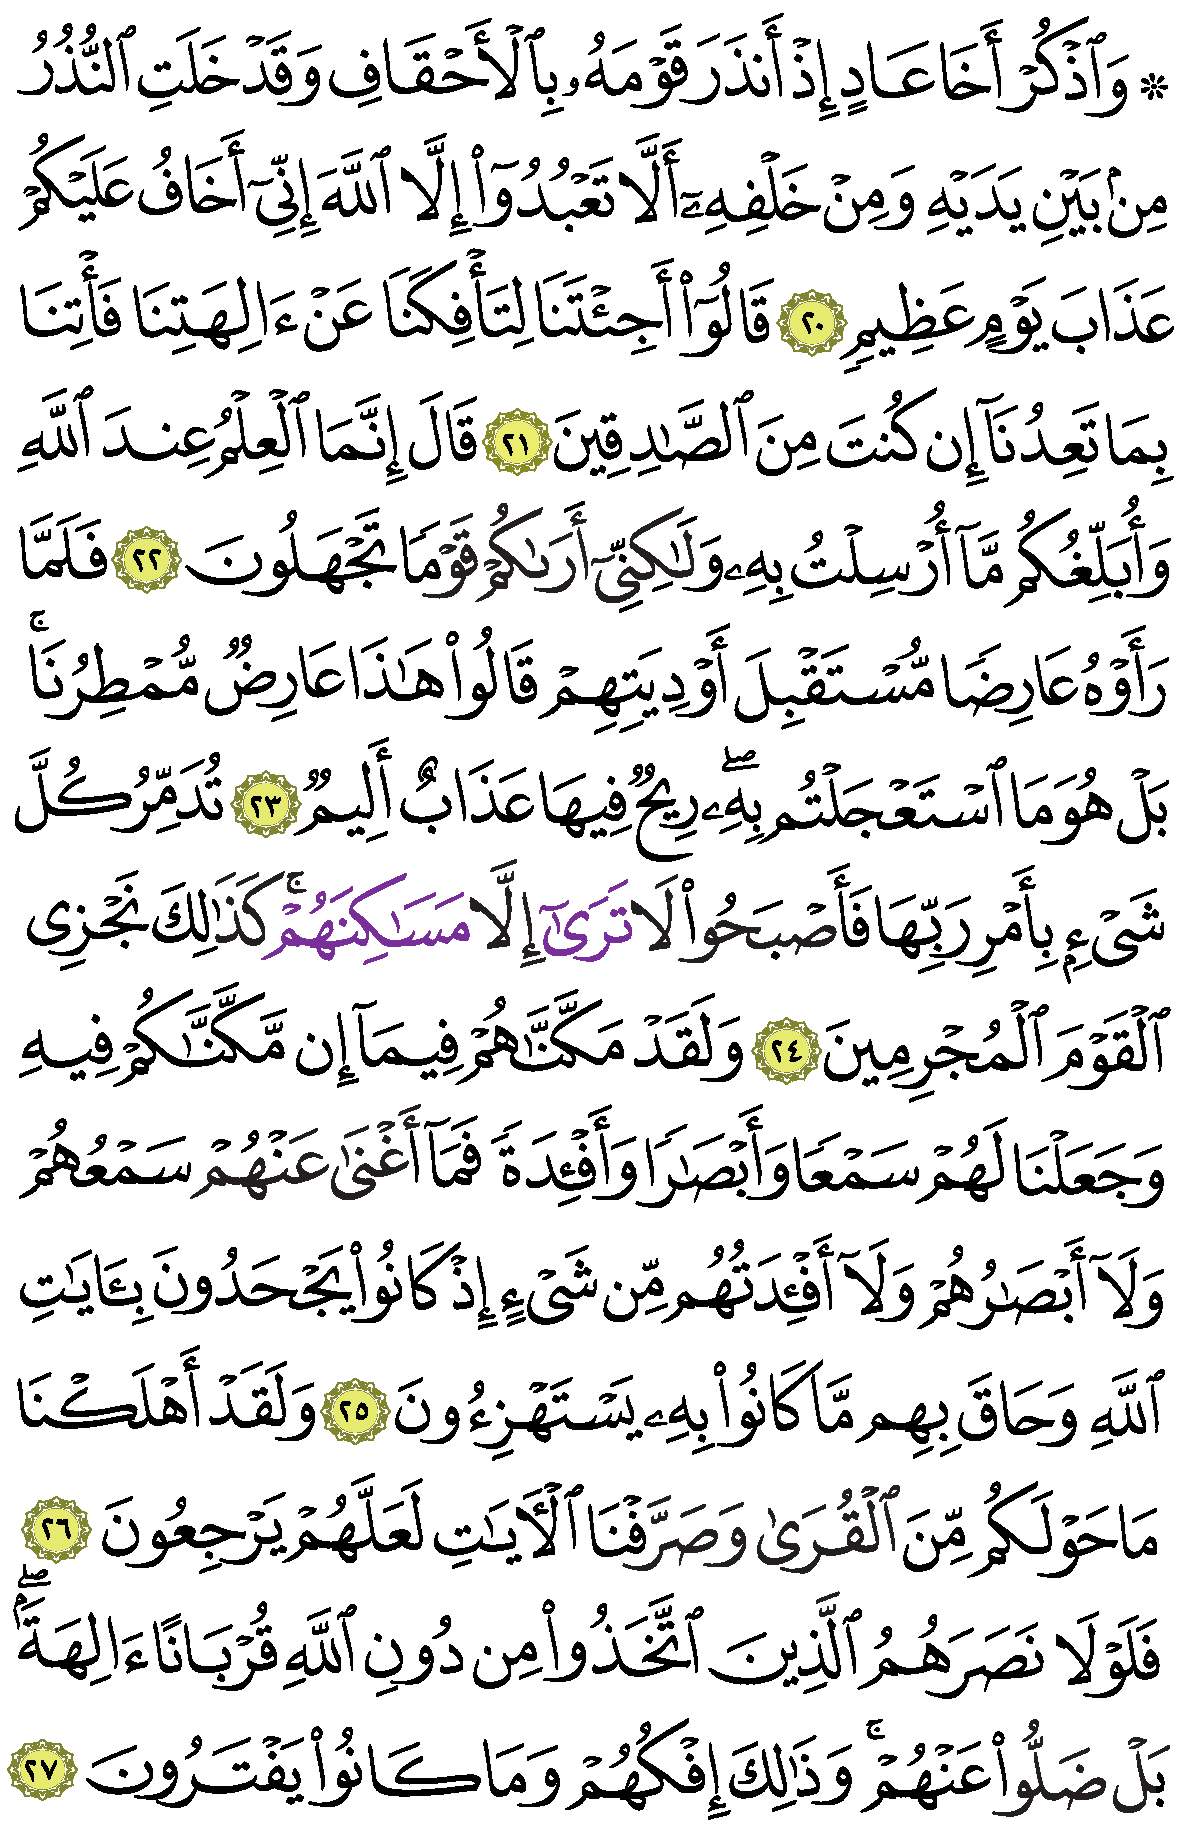 ۞ وَٱذۡكُرۡ أَخَا عَادٍ إِذۡ أَنذَرَ قَوۡمَهُۥ بِٱلۡأَحۡقَافِ وَقَدۡ خَلَتِ ٱلنُّذُرُ
مِنۢ بَيۡنِ يَدَيۡهِ وَمِنۡ خَلۡفِهِۦٓ أَلَّا تَعۡبُدُوٓاْ إِلَّا ٱللَّهَ إِنِّيٓ أَخَافُ عَلَيۡكُمۡ
عَذَابَ يَوۡمٍ عَظِيمٖ ٢٠ قَالُوٓاْ أَجِئۡتَنَا لِتَأۡفِكَنَا عَنۡ ءَالِهَتِنَا فَأۡتِنَا
بِمَا تَعِدُنَآ إِن كُنتَ مِنَ ٱلصَّٰدِقِينَ ٢١ قَالَ إِنَّمَا ٱلۡعِلۡمُ عِندَ ٱللَّهِ
وَأُبَلِّغُكُم مَّآ أُرۡسِلۡتُ بِهِۦ وَلَٰكِنِّيٓ أَرَىٰكُمۡ قَوۡمٗا تَجۡهَلُونَ ٢٢ فَلَمَّا
رَأَوۡهُ عَارِضٗا مُّسۡتَقۡبِلَ أَوۡدِيَتِهِمۡ قَالُواْ هَٰذَا عَارِضٞ مُّمۡطِرُنَاۚ
بَلۡ هُوَ مَا ٱسۡتَعۡجَلۡتُم بِهِۦۖ رِيحٞ فِيهَا عَذَابٌ أَلِيمٞ ٢٣ تُدَمِّرُ كُلَّ
شَيۡءِۭ بِأَمۡرِ رَبِّهَا فَأَصۡبَحُواْ لَا تَرَىٰٓ إِلَّا مَسَٰكِنَهُمۡۚ كَذَٰلِكَ نَجۡزِي
ٱلۡقَوۡمَ ٱلۡمُجۡرِمِينَ ٢٤ وَلَقَدۡ مَكَّنَّٰهُمۡ فِيمَآ إِن مَّكَّنَّٰكُمۡ فِيهِ
وَجَعَلۡنَا لَهُمۡ سَمۡعٗا وَأَبۡصَٰرٗا وَأَفۡـِٔدَةٗ فَمَآ أَغۡنَىٰ عَنۡهُمۡ سَمۡعُهُمۡ
وَلَآ أَبۡصَٰرُهُمۡ وَلَآ أَفۡـِٔدَتُهُم مِّن شَيۡءٍ إِذۡ كَانُواْ يَجۡحَدُونَ بِـَٔايَٰتِ
ٱللَّهِ وَحَاقَ بِهِم مَّا كَانُواْ بِهِۦ يَسۡتَهۡزِءُونَ ٢٥ وَلَقَدۡ أَهۡلَكۡنَا
مَا حَوۡلَكُم مِّنَ ٱلۡقُرَىٰ وَصَرَّفۡنَا ٱلۡأٓيَٰتِ لَعَلَّهُمۡ يَرۡجِعُونَ ٢٦
فَلَوۡلَا نَصَرَهُمُ ٱلَّذِينَ ٱتَّخَذُواْ مِن دُونِ ٱللَّهِ قُرۡبَانًا ءَالِهَةَۢۖ
بَلۡ ضَلُّواْ عَنۡهُمۡۚ وَذَٰلِكَ إِفۡكُهُمۡ وَمَا كَانُواْ يَفۡتَرُونَ ٢٧